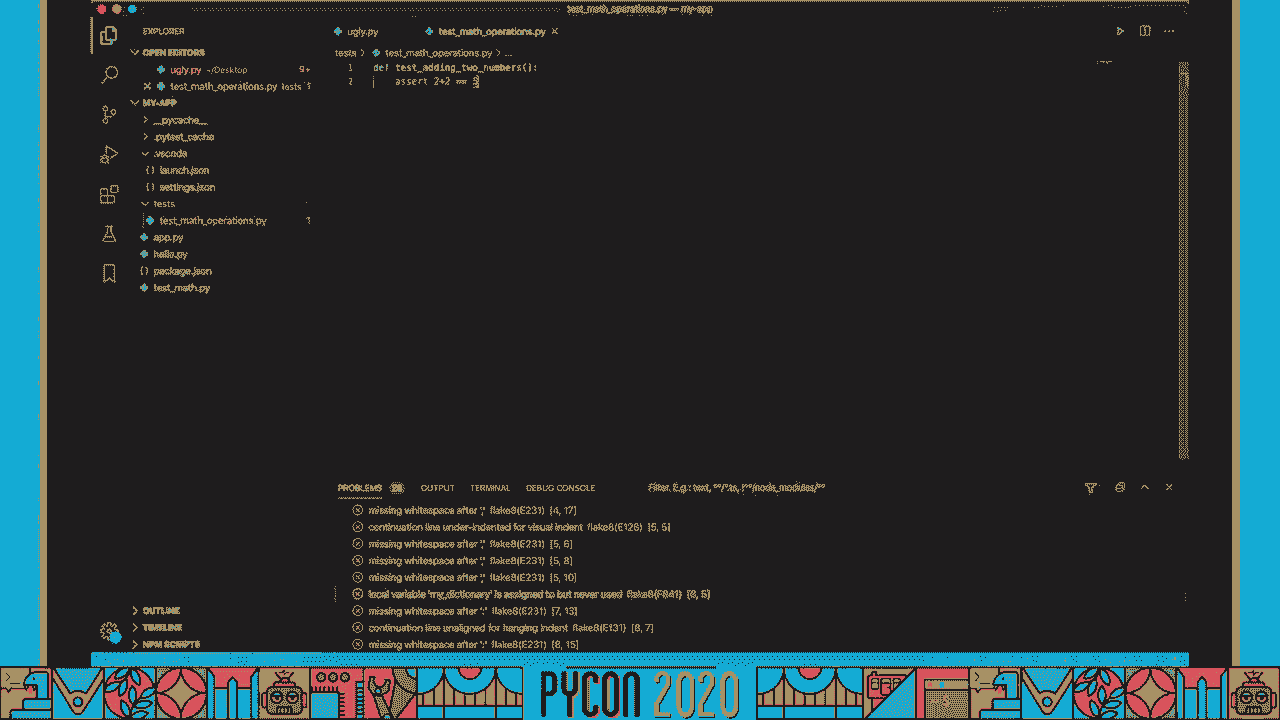 test_math_operations.py — my-app
EXPLORER
OPEN EDITORS
ugly.py ~/Desktop 9+
test_math_operations.py tests 1
MY-APP
__pycache__
.pytest_cache
.vscode
launch.json
settings.json
tests
test_math_operations.py 1
app.py
hello.py
package.json
test_math.py
OUTLINE
TIMELINE
NPM SCRIPTS
ugly.py
test_math_operations.py
tests > test_math_operations.py > ...
1 def test_adding_two_numbers():
2 assert 2+2 ==
PROBLEMS OUTPUT TERMINAL DEBUG CONSOLE
Filter. E.g.: text, **/*.ts, !**/node_modules/**
missing whitespace after ',' flake8(E231) [4, 17]
continuation line under-indented for visual indent flake8(E128) [5, 5]
missing whitespace after ',' flake8(E231) [5, 6]
missing whitespace after ',' flake8(E231) [5, 8]
missing whitespace after ',' flake8(E231) [5, 10]
local variable 'my_dictionary' is assigned to but never used flake8(F841) [6, 5]
missing whitespace after ':' flake8(E231) [7, 13]
continuation line unaligned for hanging indent flake8(E131) [8, 7]
missing whitespace after ':' flake8(E231) [8, 15]
PYCON 2020